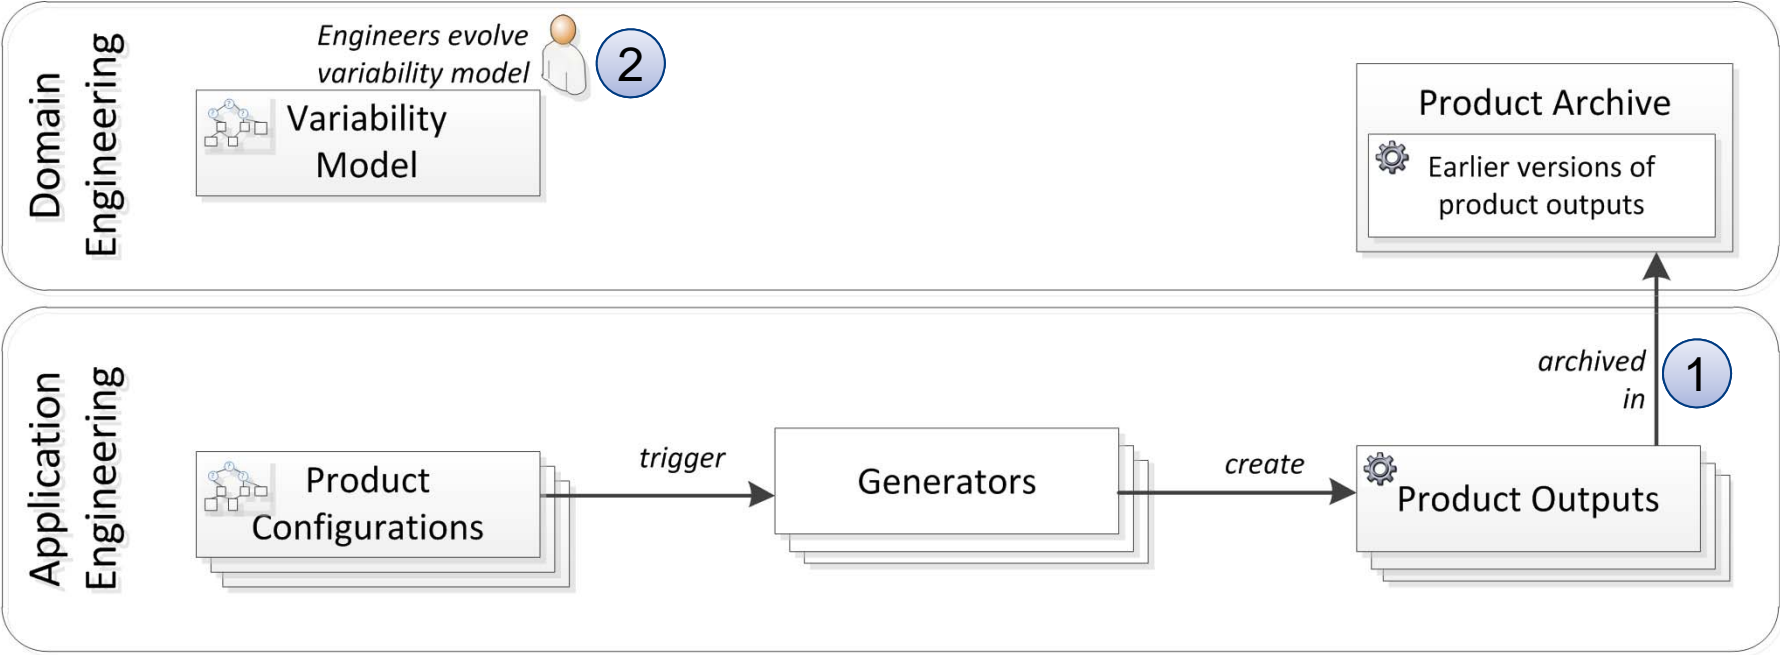 Domain
Engineering
Engineers evolve
variability model
2
Variability
Model
Product Archive
Earlier versions of
product outputs
Application
Engineering
archived
in
1
Product
Configurations
trigger
Generators
create
Product Outputs